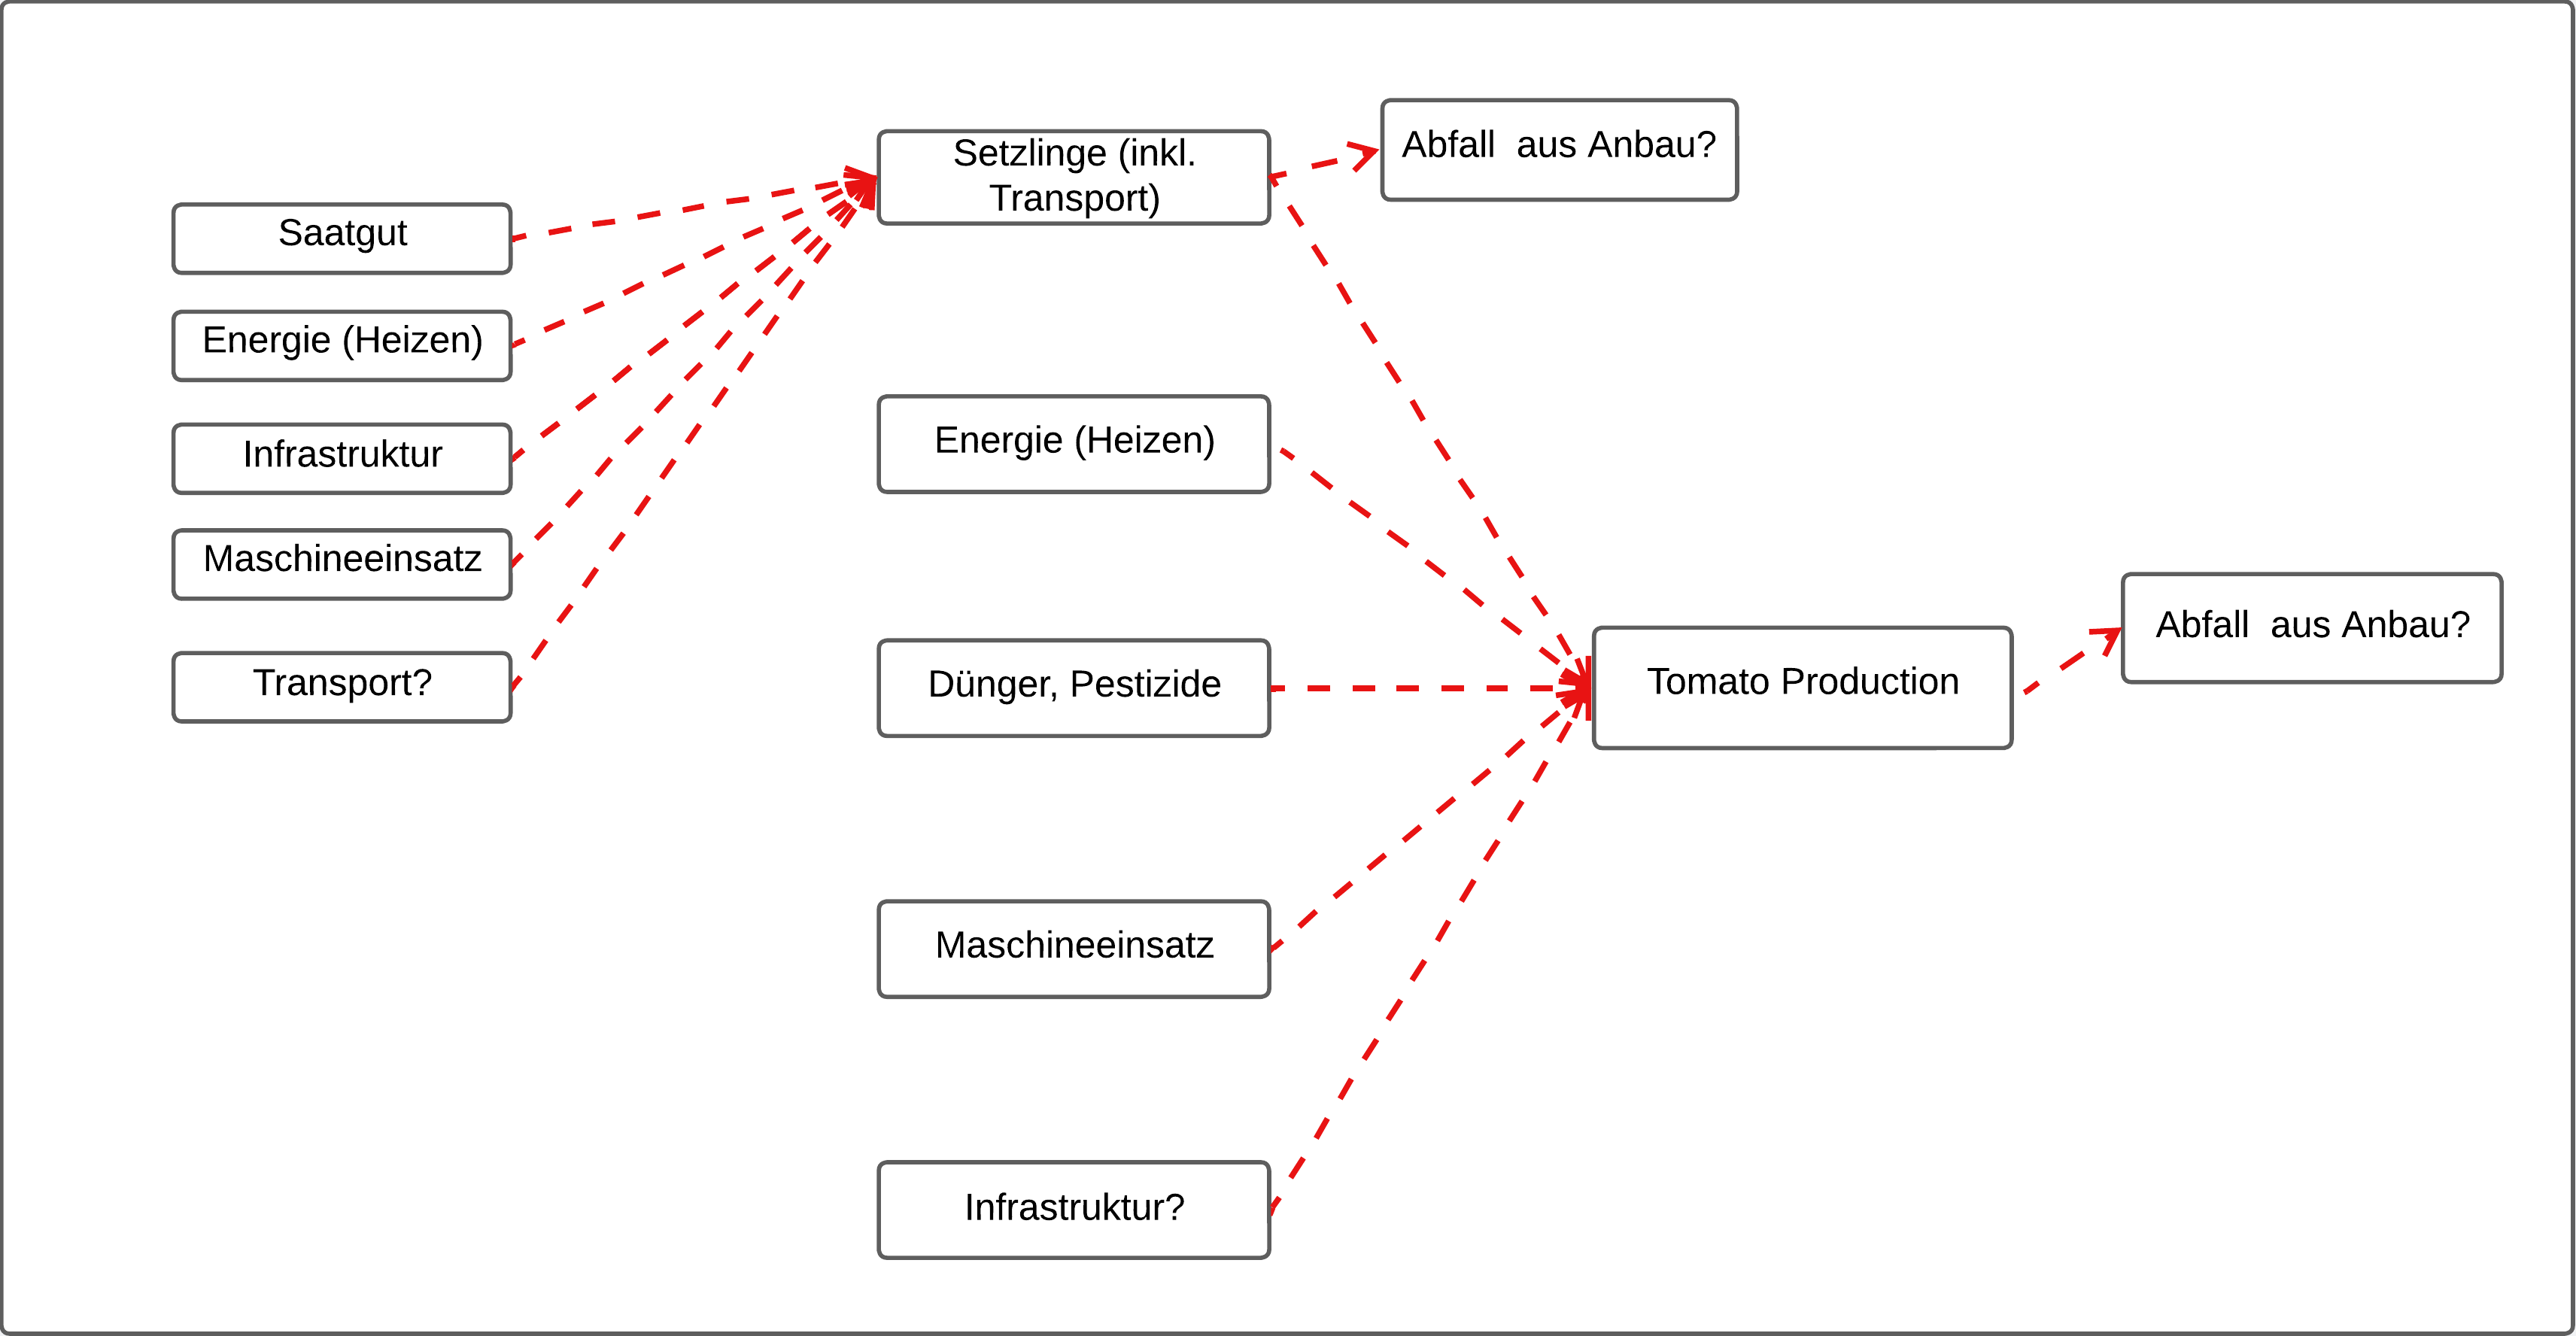 Saatgut
Energie (Heizen)
Infrastruktur
Maschineeinsatz
Transport?
Setzlinge (inkl.
Transport)
Energie (Heizen)
Dünger, Pestizide
Maschineeinsatz
Infrastruktur?
Abfall  aus Anbau?
Tomato Production
Abfall  aus Anbau?